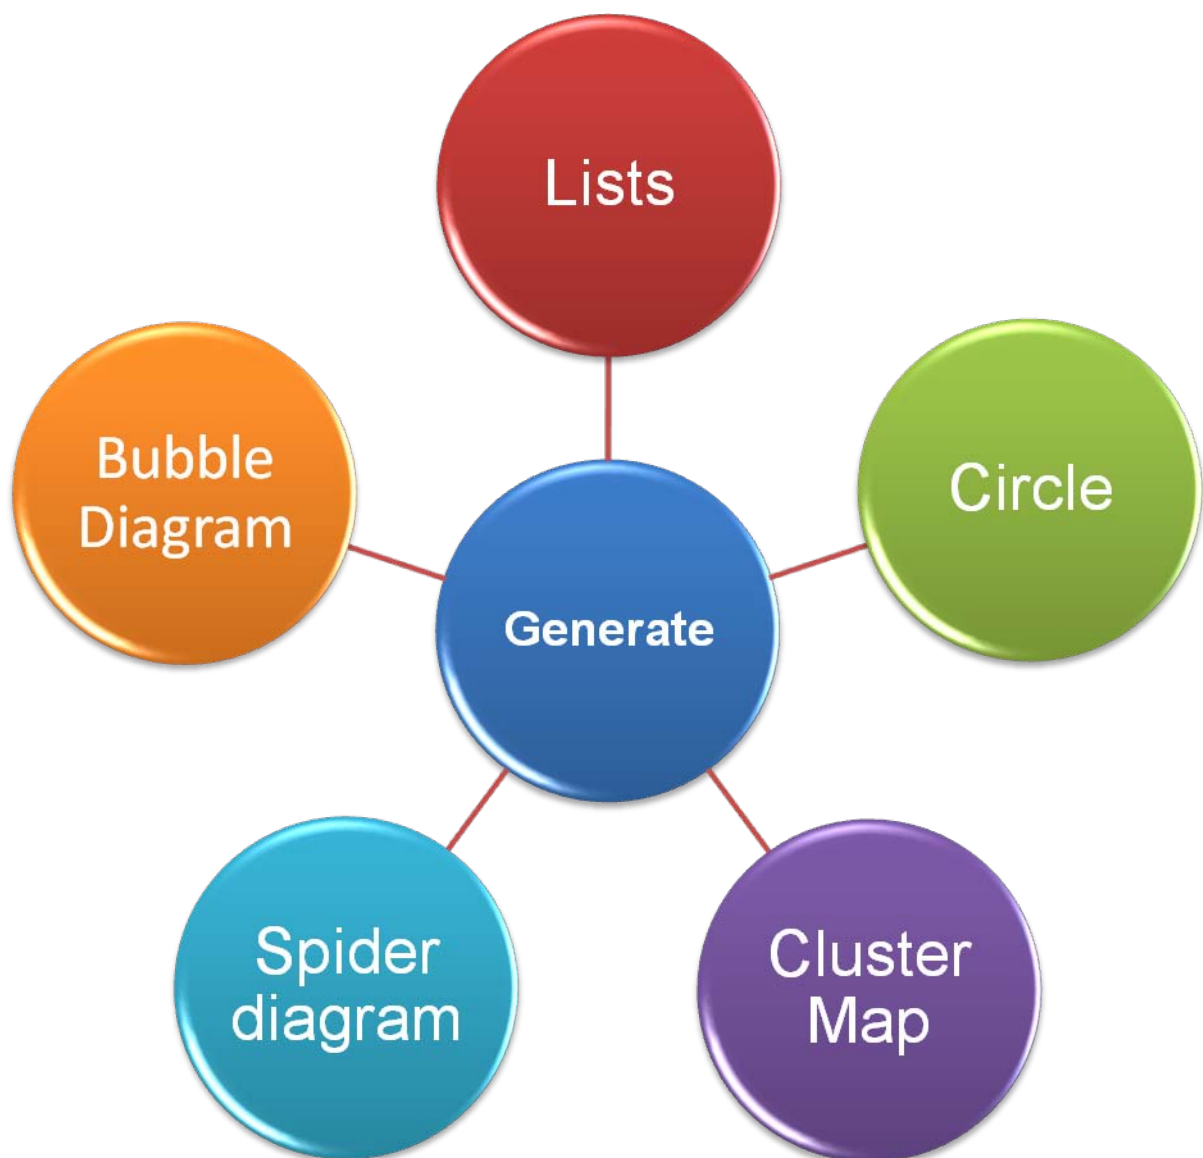 Lists
Bubble
Diagram
Circle
Generate
Spider
diagram
Cluster
Map